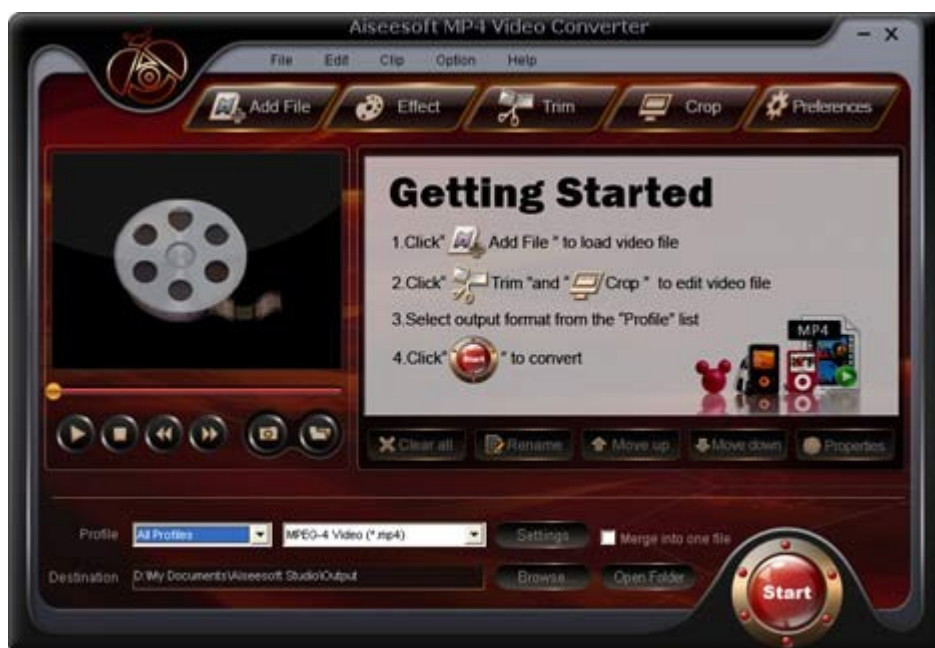 Aiseesoft MP4 Video Converter
File Edit Clip Option Help
Add File Effect Trim Crop Preferences
Getting Started
1.Click" Add File " to load video file
2.Click" Trim "and " Crop " to edit video file
3.Select output format from the "Profile" list
4.Click" Start " to convert
MP4
Clear all Rename Move up Move down Properties
Profile All Profiles MPEG-4 Video (*.mp4) Settings Merge into one file
Destination D:\My Documents\Aiseesoft Studio\Output Browse Open Folder
Start